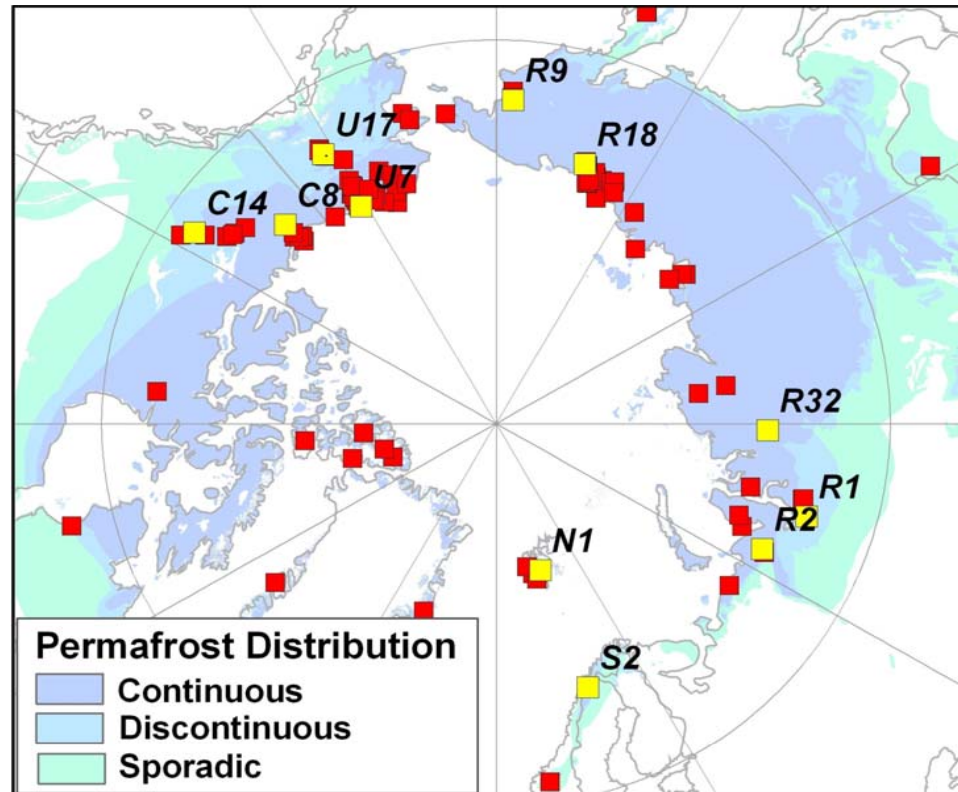 R9
U17
R18
U7
C8
C14
R32
R1
R2
N1
S2
Permafrost Distribution
Continuous
Discontinuous
Sporadic